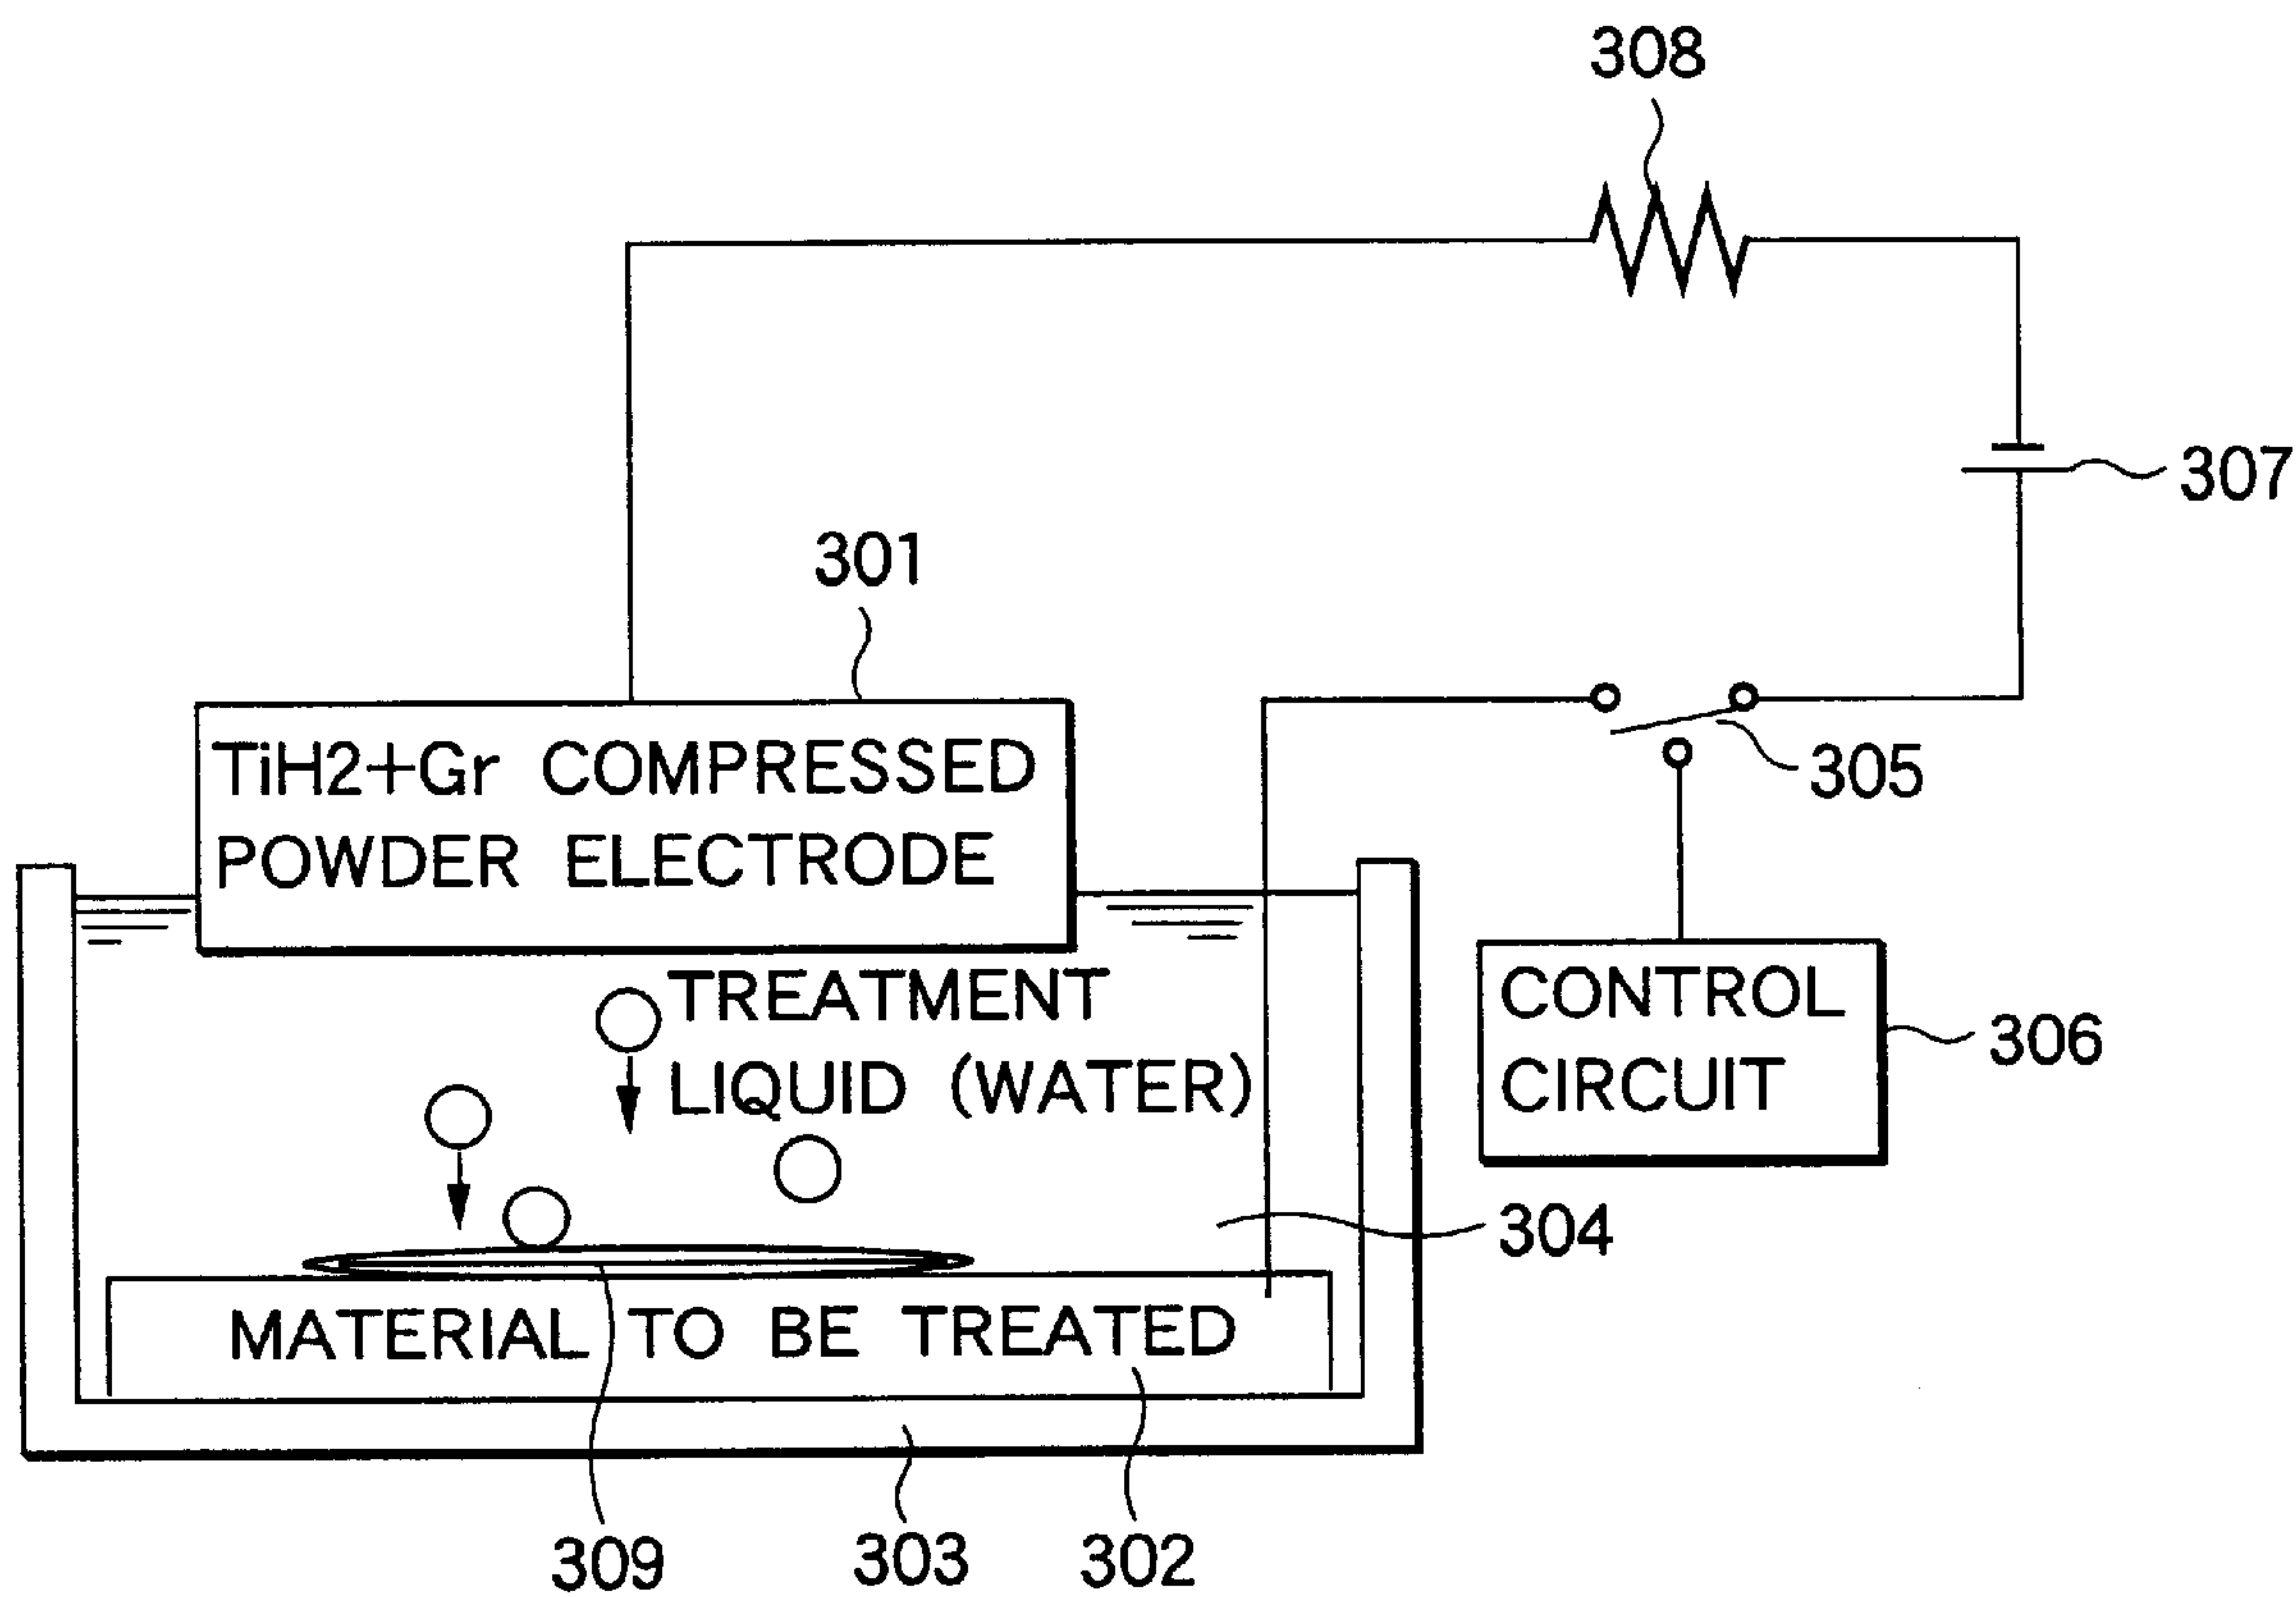 308
307
301
TiH2+Gr COMPRESSED
POWDER ELECTRODE
305
TREATMENT
LIQUID (WATER)
CONTROL
CIRCUIT
306
304
MATERIAL TO BE TREATED
309
303
302